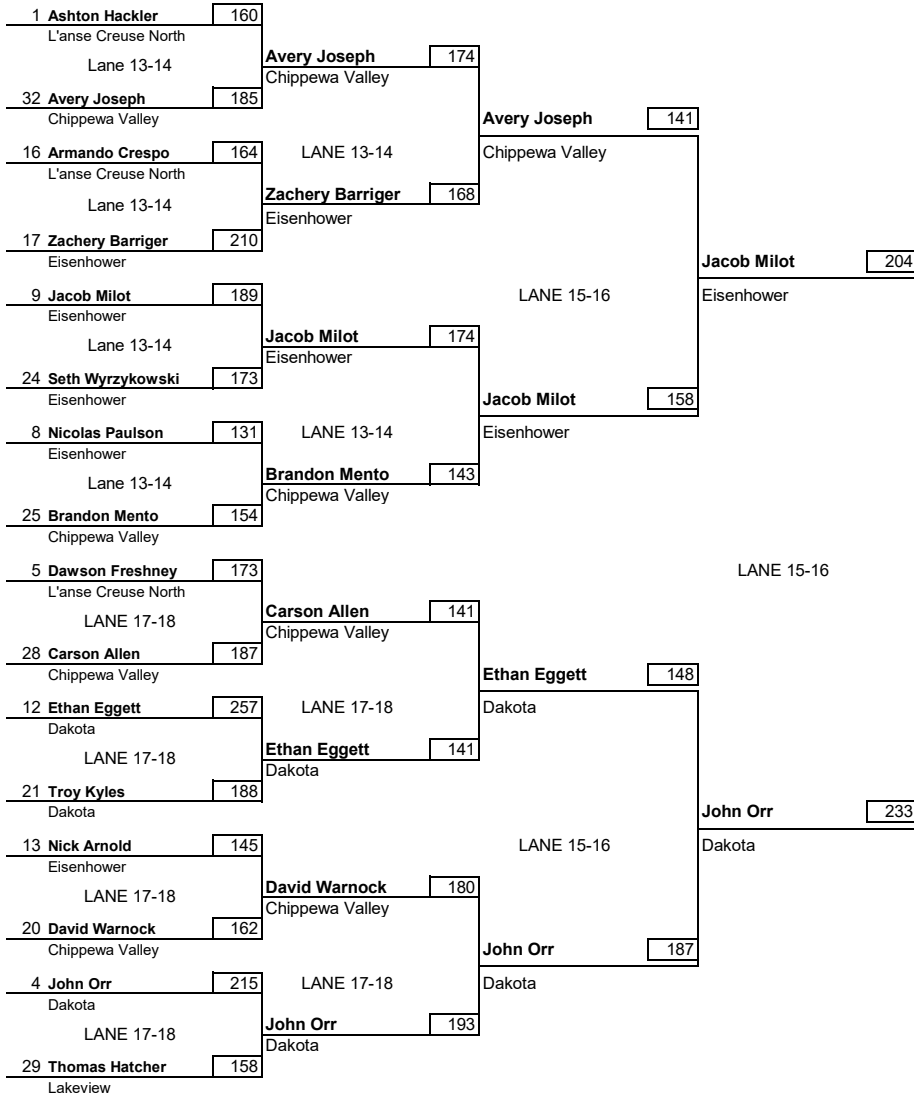 1 Ashton Hackler 160
L'anse Creuse North
Lane 13-14
Avery Joseph 174
Chippewa Valley
32 Avery Joseph 185
Chippewa Valley
Avery Joseph 141
Chippewa Valley
16 Armando Crespo 164
L'anse Creuse North
LANE 13-14
Lane 13-14
Zachery Barriger 168
Eisenhower
17 Zachery Barriger 210
Eisenhower
Jacob Milot 204
Eisenhower
9 Jacob Milot 189
Eisenhower
LANE 15-16
Lane 13-14
Jacob Milot 174
Eisenhower
24 Seth Wyrzykowski 173
Eisenhower
Jacob Milot 158
Eisenhower
8 Nicolas Paulson 131
Eisenhower
LANE 13-14
Lane 13-14
Brandon Mento 143
Chippewa Valley
25 Brandon Mento 154
Chippewa Valley
5 Dawson Freshney 173
L'anse Creuse North
LANE 15-16
LANE 17-18
Carson Allen 141
Chippewa Valley
28 Carson Allen 187
Chippewa Valley
Ethan Eggett 148
Dakota
12 Ethan Eggett 257
Dakota
LANE 17-18
LANE 17-18
Ethan Eggett 141
Dakota
21 Troy Kyles 188
Dakota
John Orr 233
Dakota
13 Nick Arnold 145
Eisenhower
LANE 15-16
LANE 17-18
David Warnock 180
Chippewa Valley
20 David Warnock 162
Chippewa Valley
John Orr 187
Dakota
4 John Orr 215
Dakota
LANE 17-18
LANE 17-18
John Orr 193
Dakota
29 Thomas Hatcher 158
Lakeview